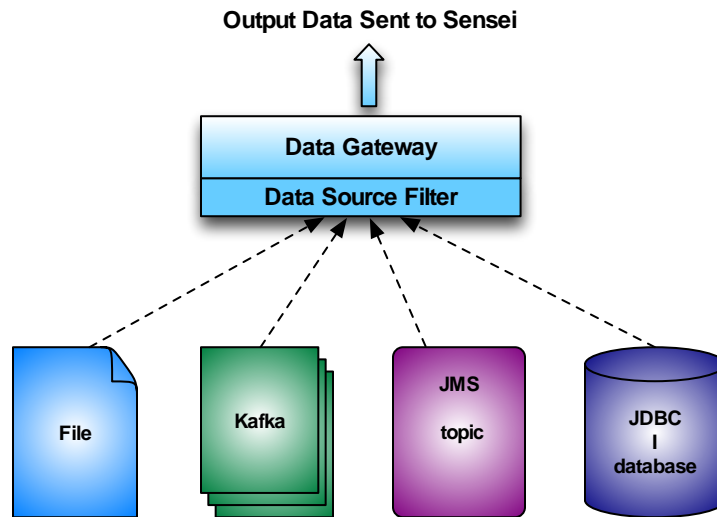 Output Data Sent to Sensei
Data Gateway
Data Source Filter
File
Kafka
JMS
topic
JDBC
I
database